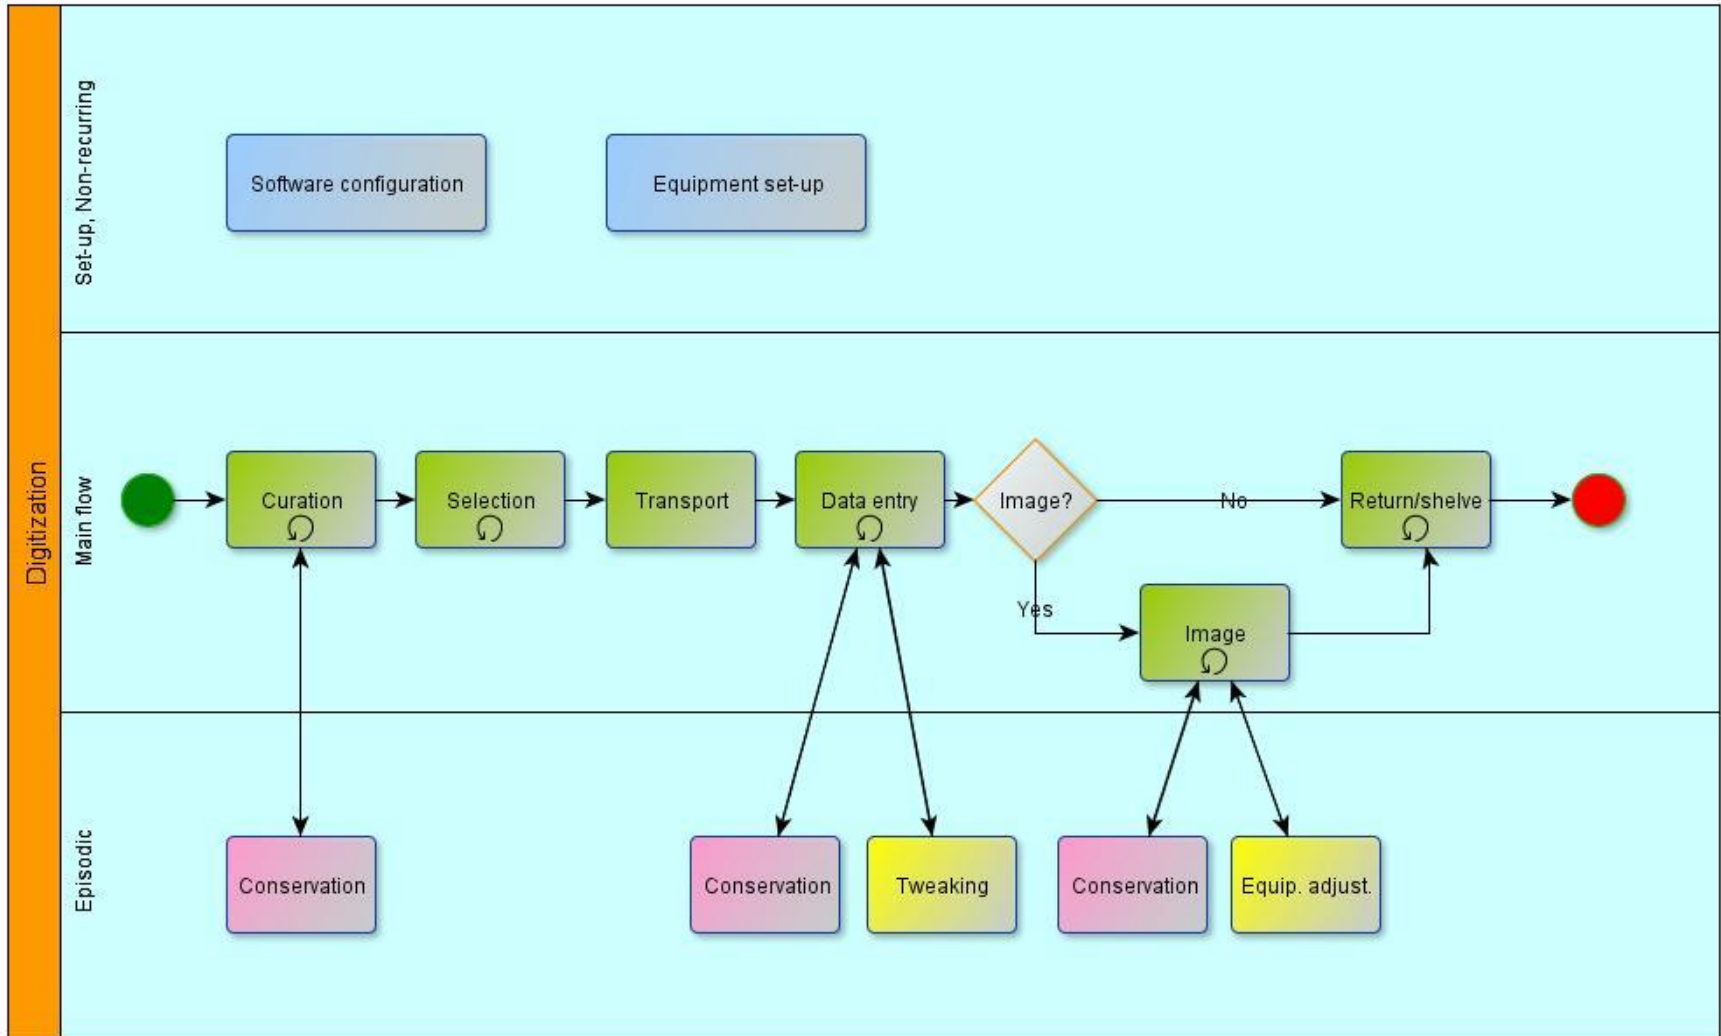 Digitization
Set-up, Non-recurring
Software configuration
Equipment set-up
Main flow
Curation
Selection
Transport
Data entry
Image?
No
Return/shelve
Yes
Image
Episodic
Conservation
Conservation
Tweaking
Conservation
Equip. adjust.